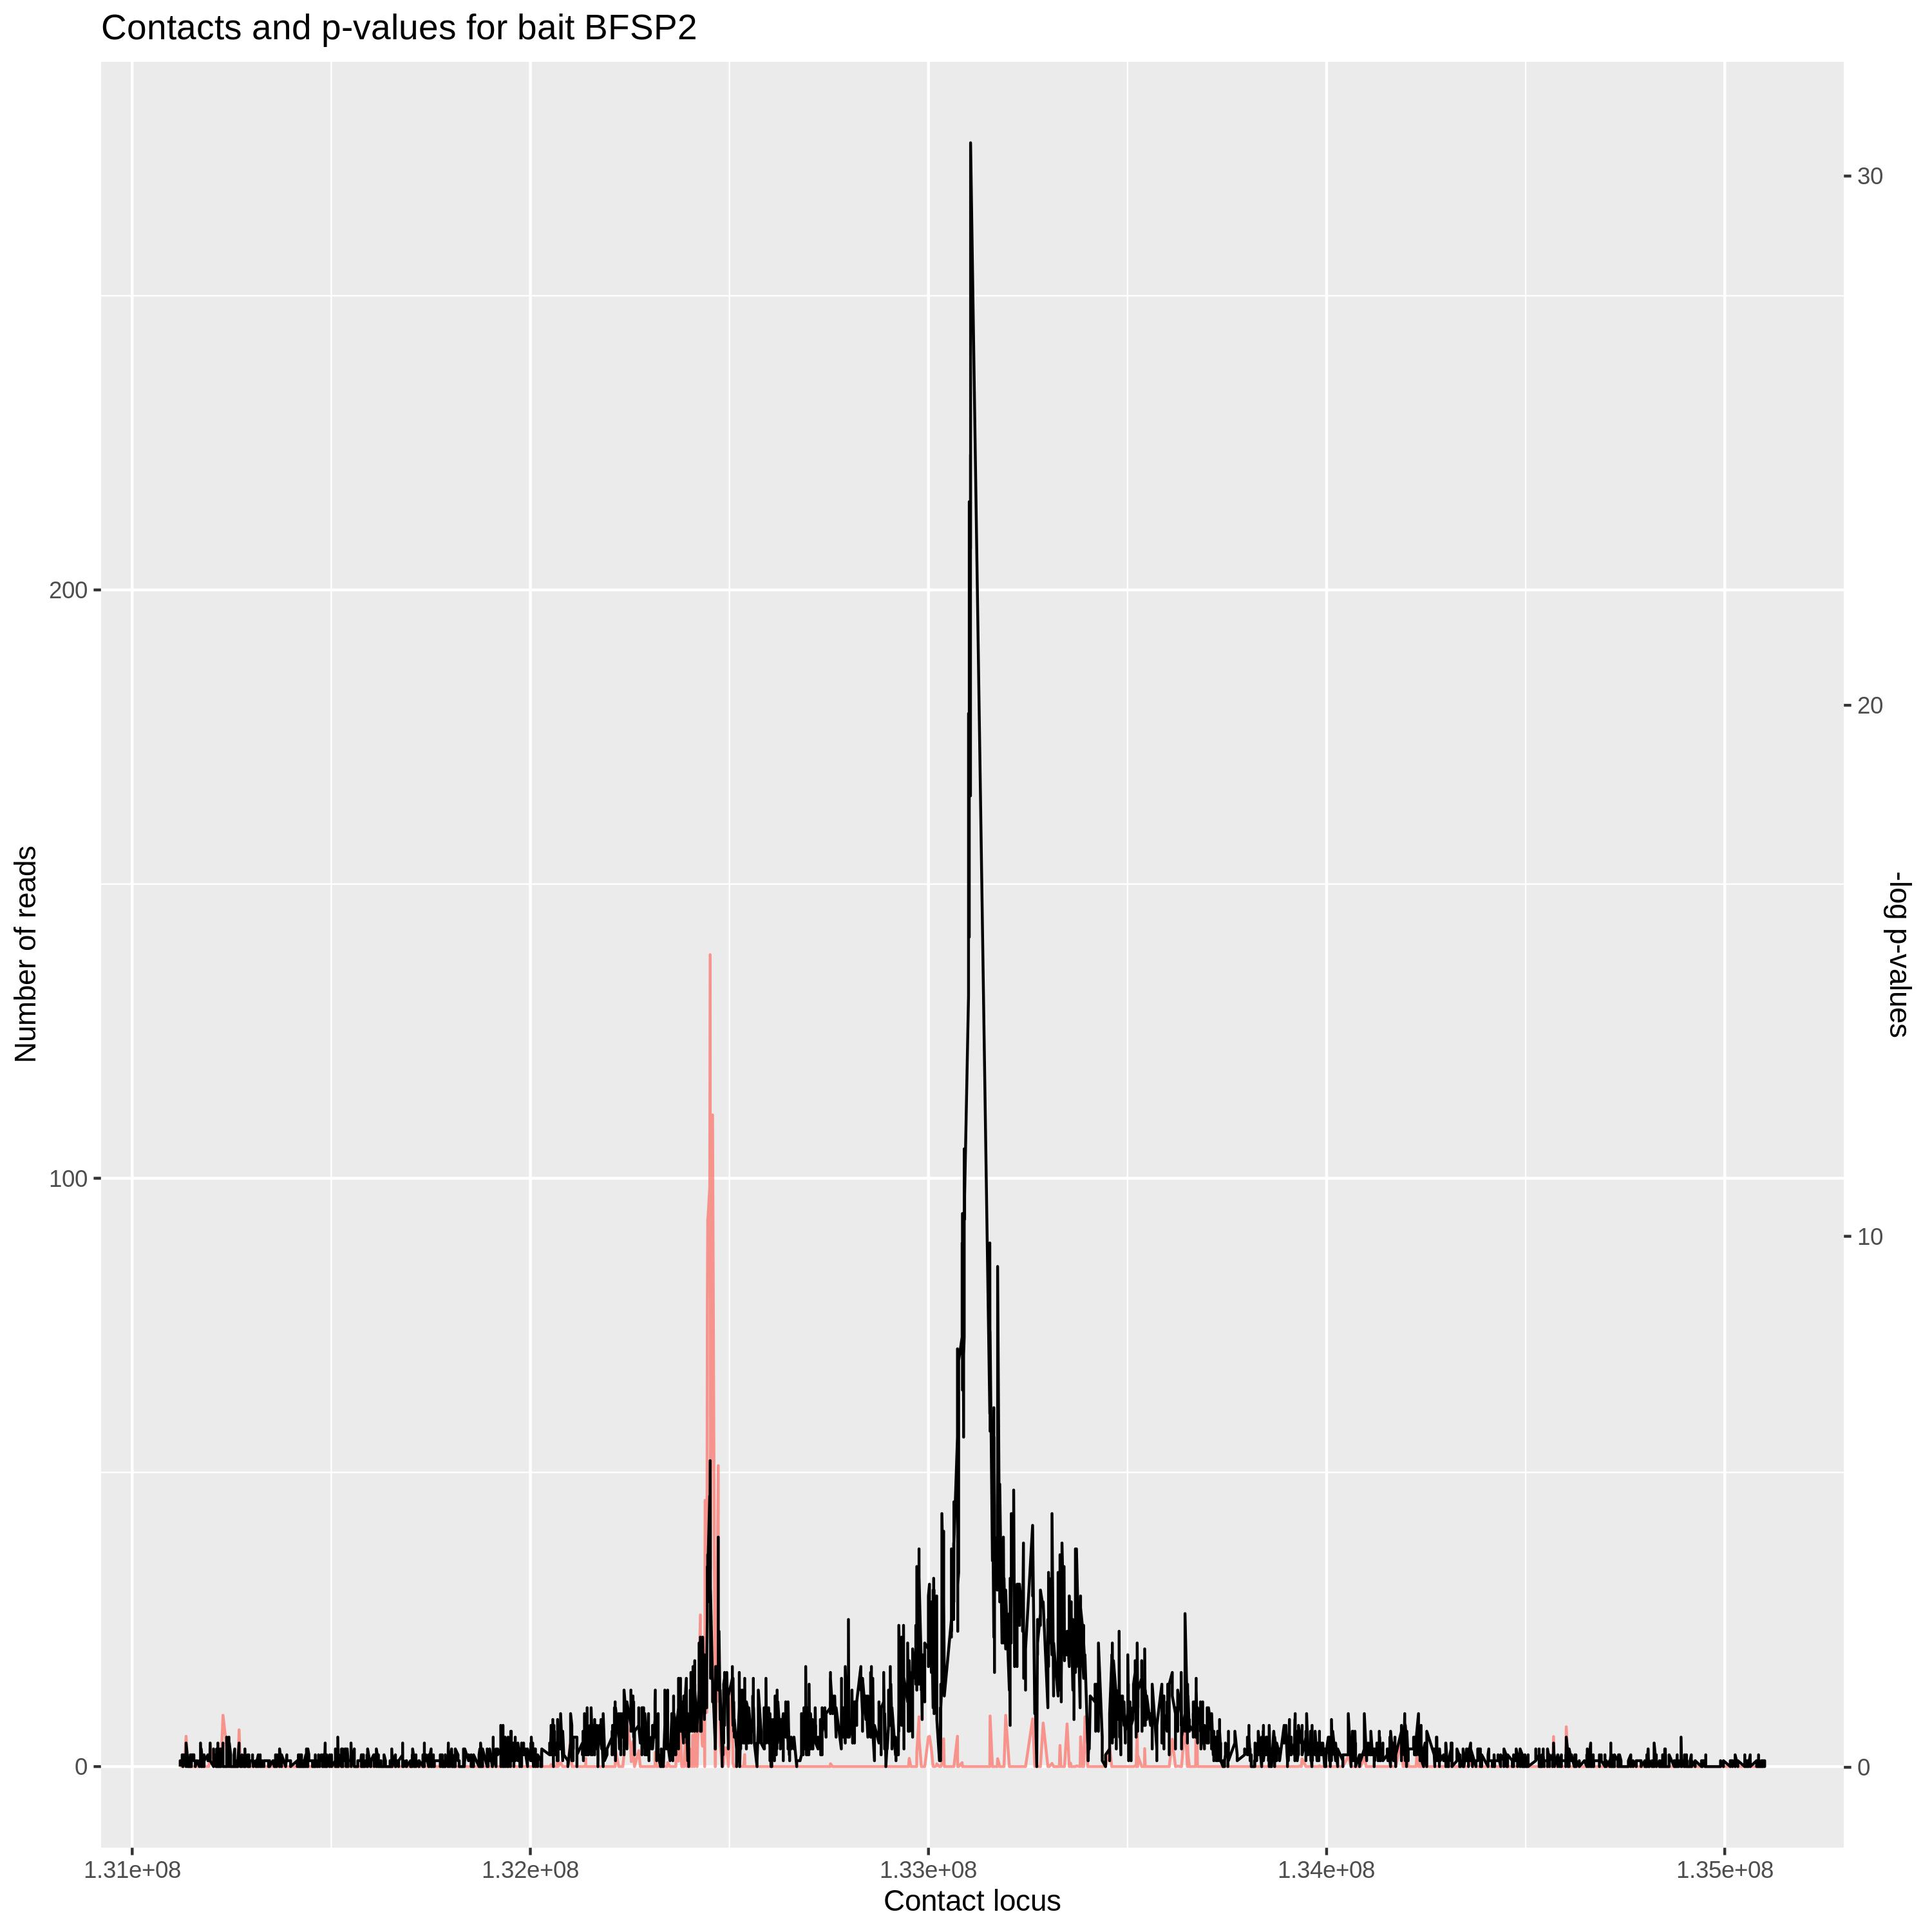 Contacts and p-values for bait BFSP2
30
200
20
Number of reads
-log p-values
100
10
0
0
1.31e+08
1.32e+08
1.33e+08
1.34e+08
1.35e+08
Contact locus